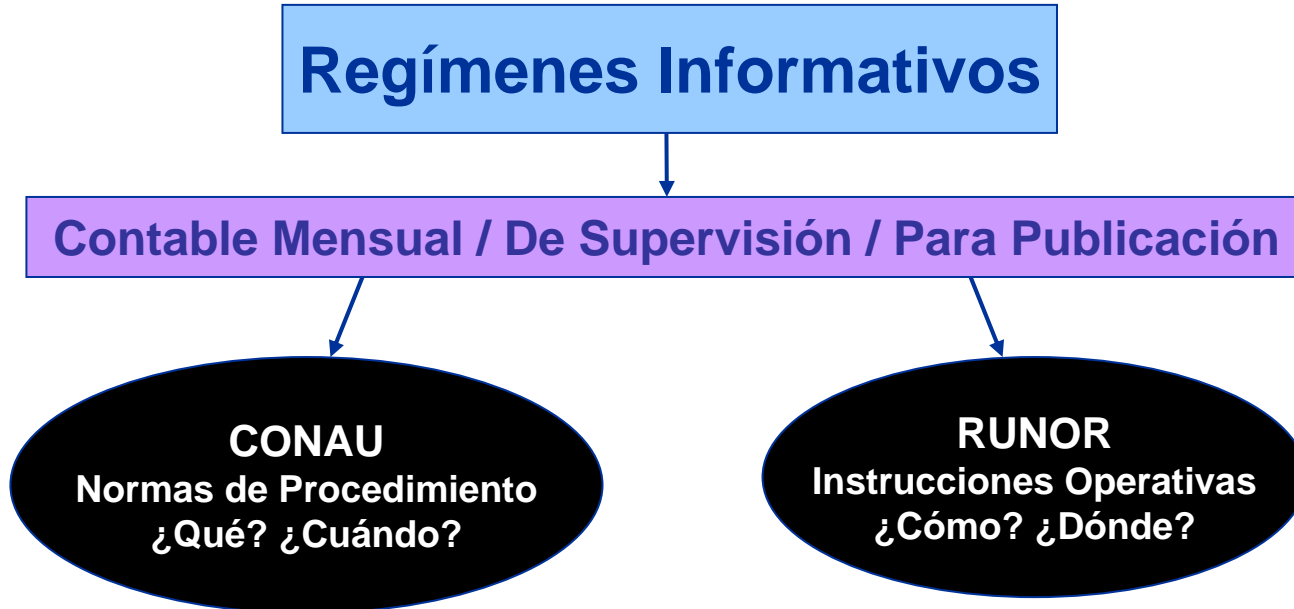 Regímenes Informativos
Contable Mensual / De Supervisión / Para Publicación
CONAU
Normas de Procedimiento
¿Qué? ¿Cuándo?
RUNOR
Instrucciones Operativas
¿Cómo? ¿Dónde?